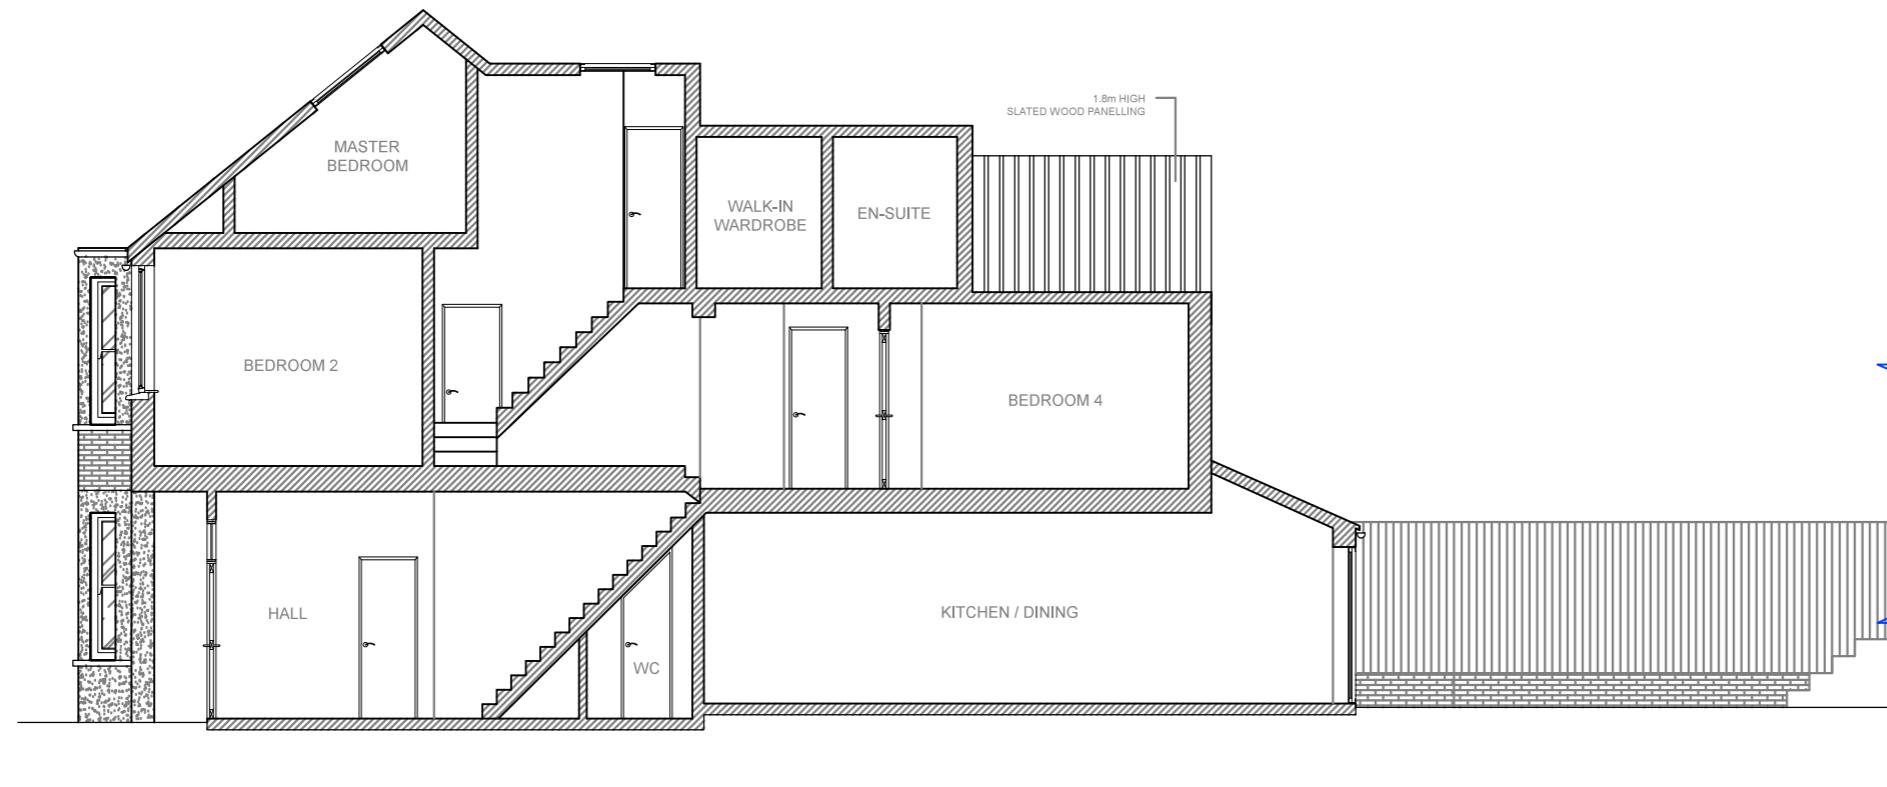 1.8m HIGH
SLATED WOOD PANELLING
MASTER
BEDROOM
WALK-IN
WARDROBE
EN-SUITE
BEDROOM 2
BEDROOM 4
HALL
WC
KITCHEN / DINING